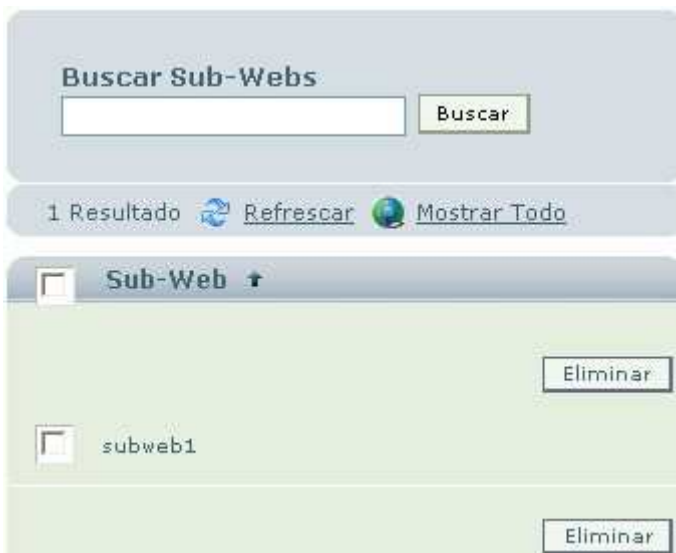 Buscar Sub-Webs
Buscar
1 Resultado Refrescar Mostrar Todo
Sub-Web
Eliminar
subweb1
Eliminar